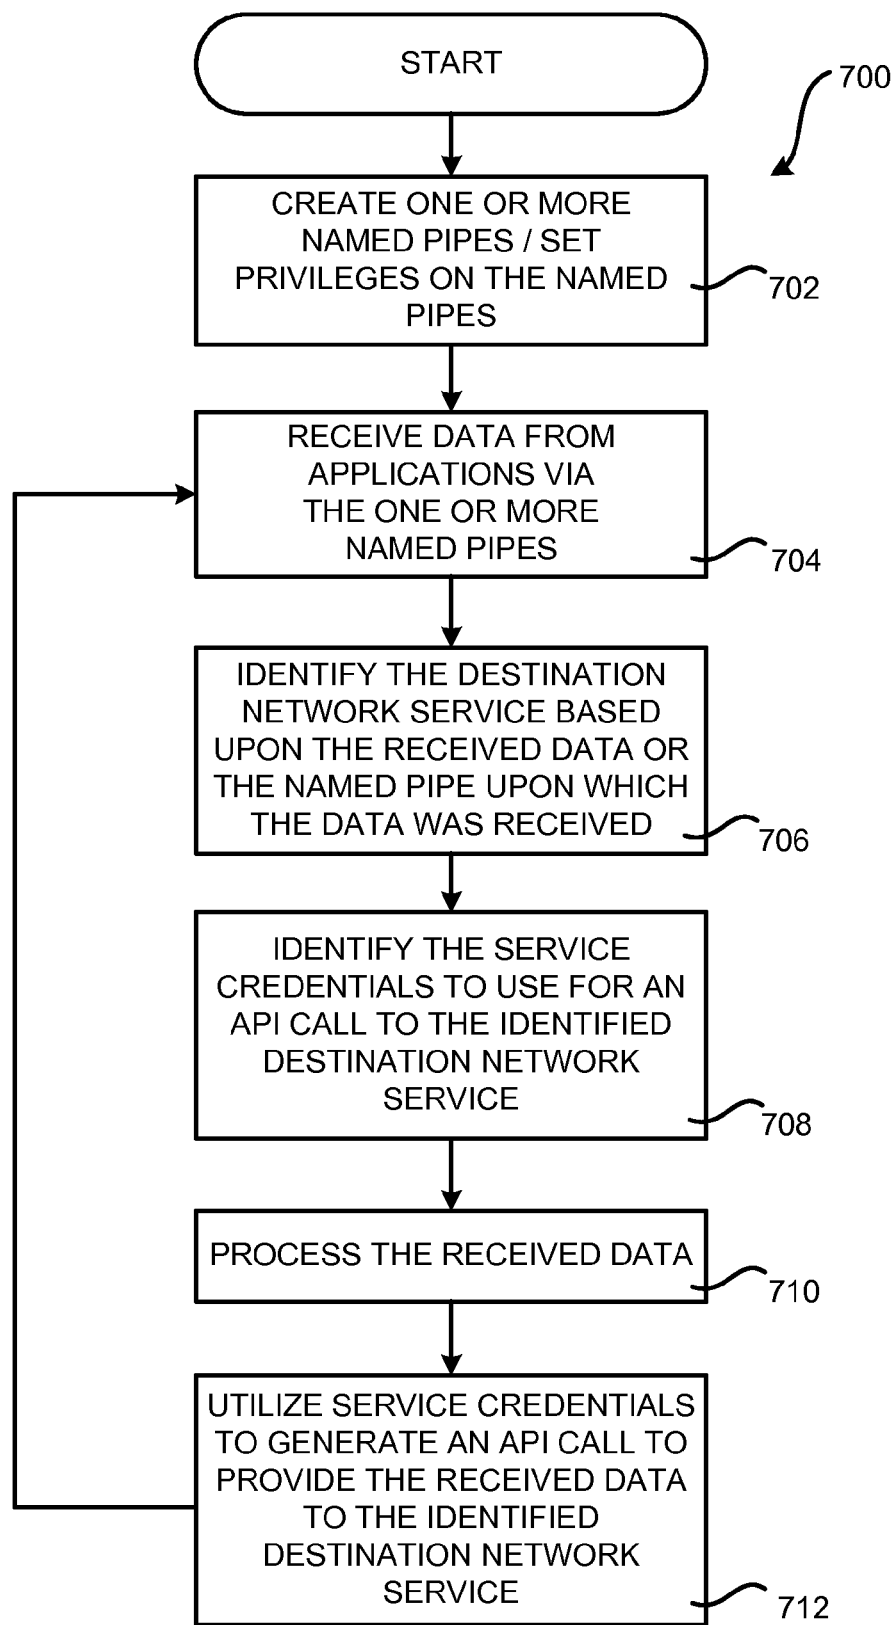 START
700
CREATE ONE OR MORE
NAMED PIPES / SET
PRIVILEGES ON THE NAMED
PIPES
702
RECEIVE DATA FROM
APPLICATIONS VIA
THE ONE OR MORE
NAMED PIPES
704
IDENTIFY THE DESTINATION
NETWORK SERVICE BASED
UPON THE RECEIVED DATA OR
THE NAMED PIPE UPON WHICH
THE DATA WAS RECEIVED
706
IDENTIFY THE SERVICE
CREDENTIALS TO USE FOR AN
API CALL TO THE IDENTIFIED
DESTINATION NETWORK
SERVICE
708
PROCESS THE RECEIVED DATA
710
UTILIZE SERVICE CREDENTIALS
TO GENERATE AN API CALL TO
PROVIDE THE RECEIVED DATA
TO THE IDENTIFIED
DESTINATION NETWORK
SERVICE
712